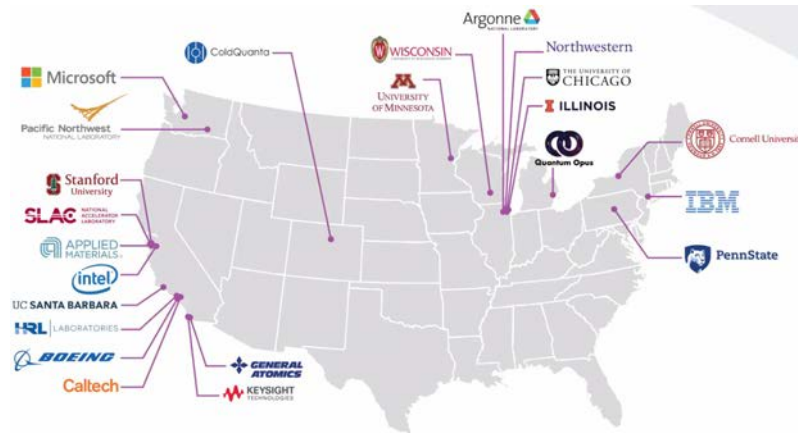 Argonne
NATIONAL LABORATORY
ColdQuanta
WISCONSIN
Northwestern
Microsoft
UNIVERSITY
OF MINNESOTA
THE UNIVERSITY OF
CHICAGO
Pacific Northwest
NATIONAL LABORATORY
ILLINOIS
Quantum Opus
Cornell Universi
Stanford
University
SLAC NATIONAL
ACCELERATOR
LABORATORY
IBM
APPLIED
MATERIALS
intel
PennState
UC SANTA BARBARA
HRL LABORATORIES
BOEING
GENERAL
ATOMICS
Caltech
KEYSIGHT
TECHNOLOGIES